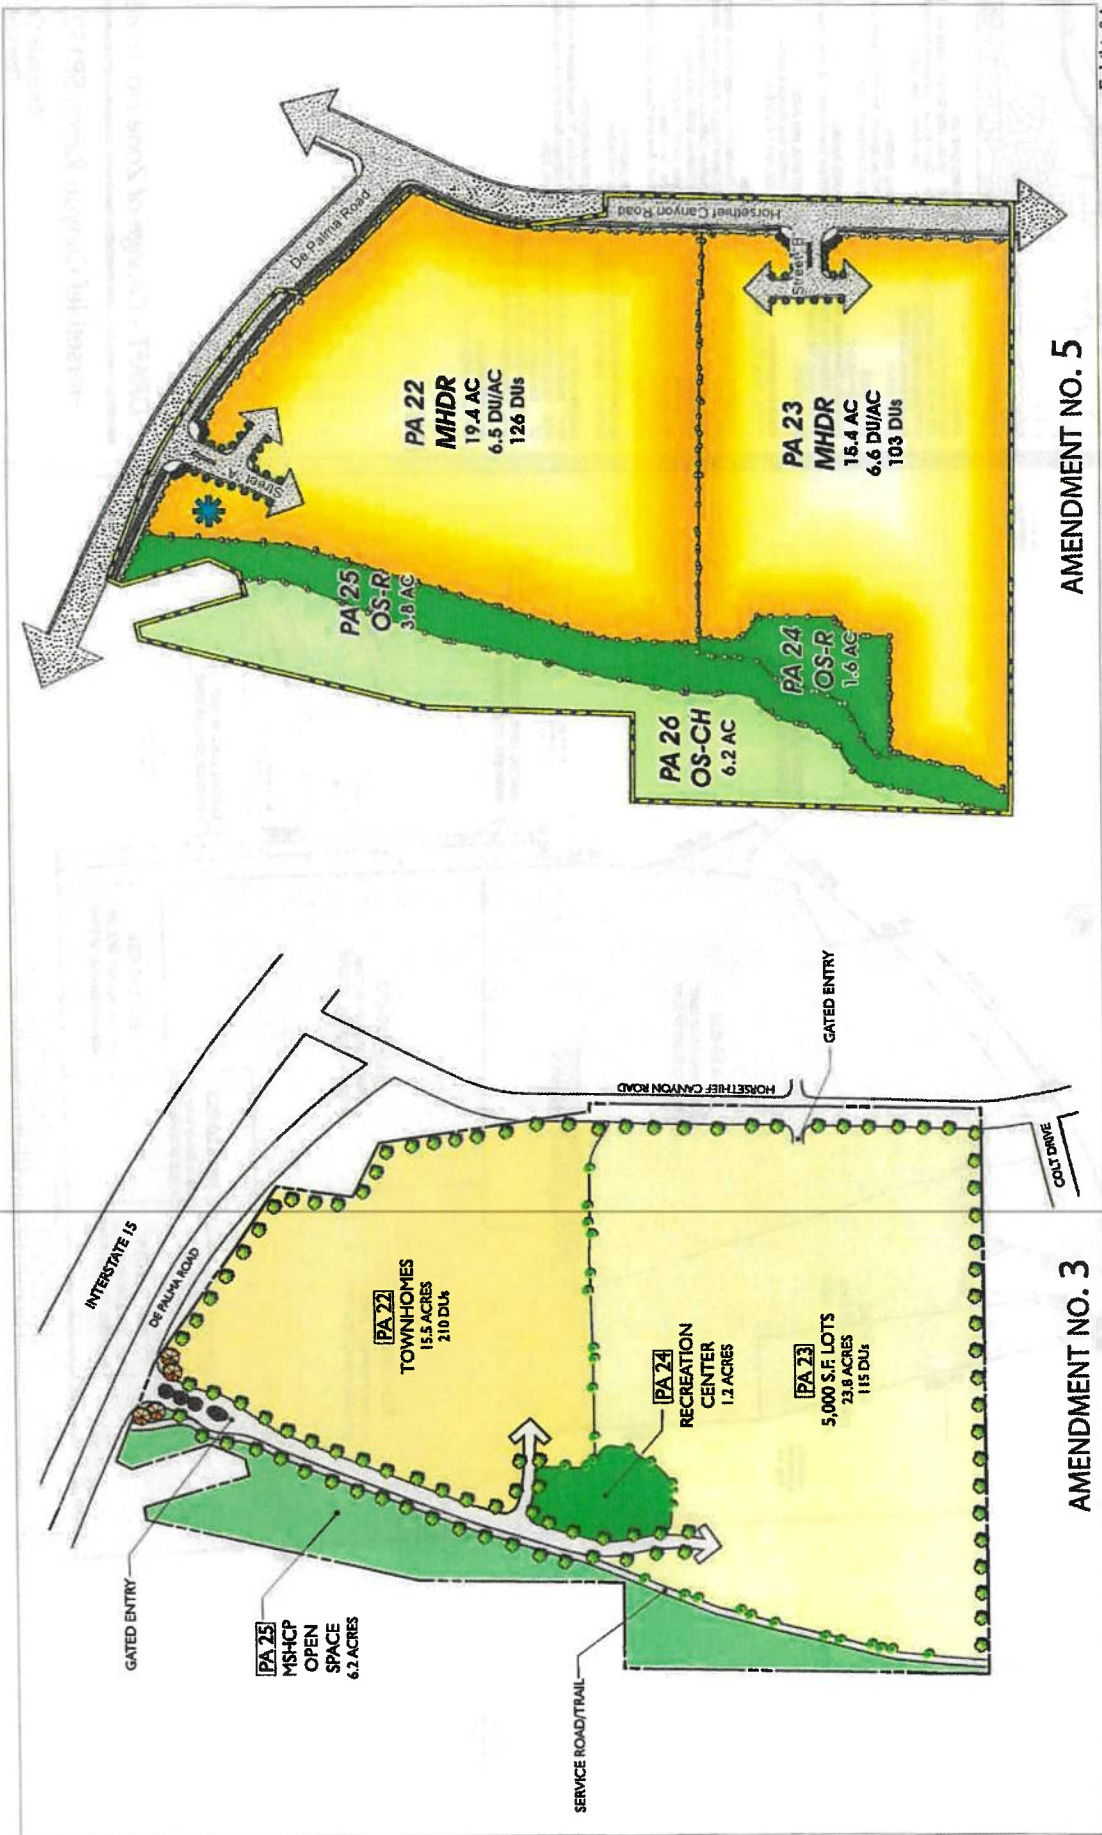 INTERSTATE 15
DE PALMA ROAD
GATED ENTRY
PA 22
TOWNHOMES
15.5 ACRES
210 DUs
PA 25
MSHCP
OPEN
SPACE
6.2 ACRES
PA 24
RECREATION
CENTER
1.2 ACRES
HORSETHIEF CANYON ROAD
GATED ENTRY
PA 23
5,000 S.F. LOTS
23.8 ACRES
115 DUs
SERVICE ROAD/TRAIL
COLT DRIVE
AMENDMENT NO. 3
De Palma Road
Street A
PA 25
OS-R
3.8 AC
PA 22
MHDR
19.4 AC
6.5 DU/AC
126 DUs
Horsethief Canyon Road
Street B
PA 26
OS-CH
6.2 AC
PA 24
OS-R
1.6 AC
PA 23
MHDR
15.4 AC
6.6 DU/AC
103 DUs
AMENDMENT NO. 5